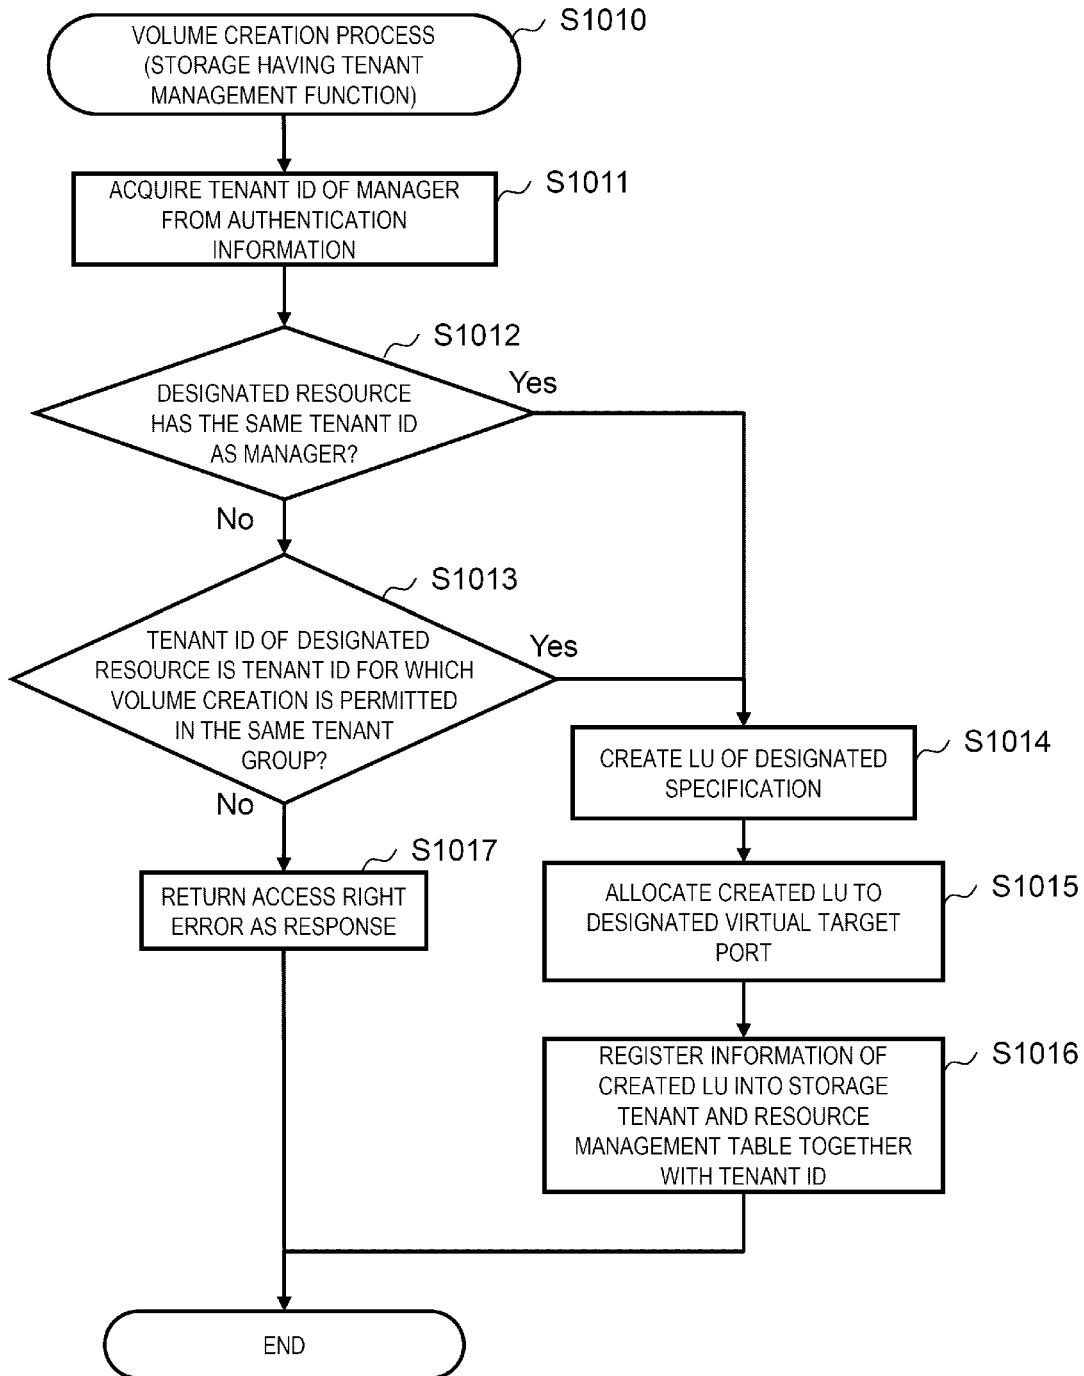 VOLUME CREATION PROCESS
(STORAGE HAVING TENANT
MANAGEMENT FUNCTION)
S1010
ACQUIRE TENANT ID OF MANAGER
FROM AUTHENTICATION
INFORMATION
S1011
S1012
DESIGNATED RESOURCE
HAS THE SAME TENANT ID
AS MANAGER?
Yes
No
S1013
TENANT ID OF DESIGNATED
RESOURCE IS TENANT ID FOR WHICH
VOLUME CREATION IS PERMITTED
IN THE SAME TENANT
GROUP?
Yes
No
S1014
CREATE LU OF DESIGNATED
SPECIFICATION
S1017
RETURN ACCESS RIGHT
ERROR AS RESPONSE
S1015
ALLOCATE CREATED LU TO
DESIGNATED VIRTUAL TARGET
PORT
S1016
REGISTER INFORMATION OF
CREATED LU INTO STORAGE
TENANT AND RESOURCE
MANAGEMENT TABLE TOGETHER
WITH TENANT ID
END